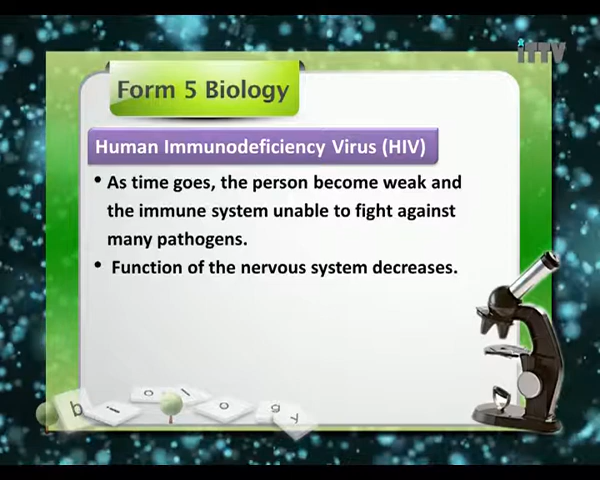 iTTV
Form 5 Biology
Human Immunodeficiency Virus (HIV)
• As time goes, the person become weak and
the immune system unable to fight against
many pathogens.
• Function of the nervous system decreases.
b i o l o g y